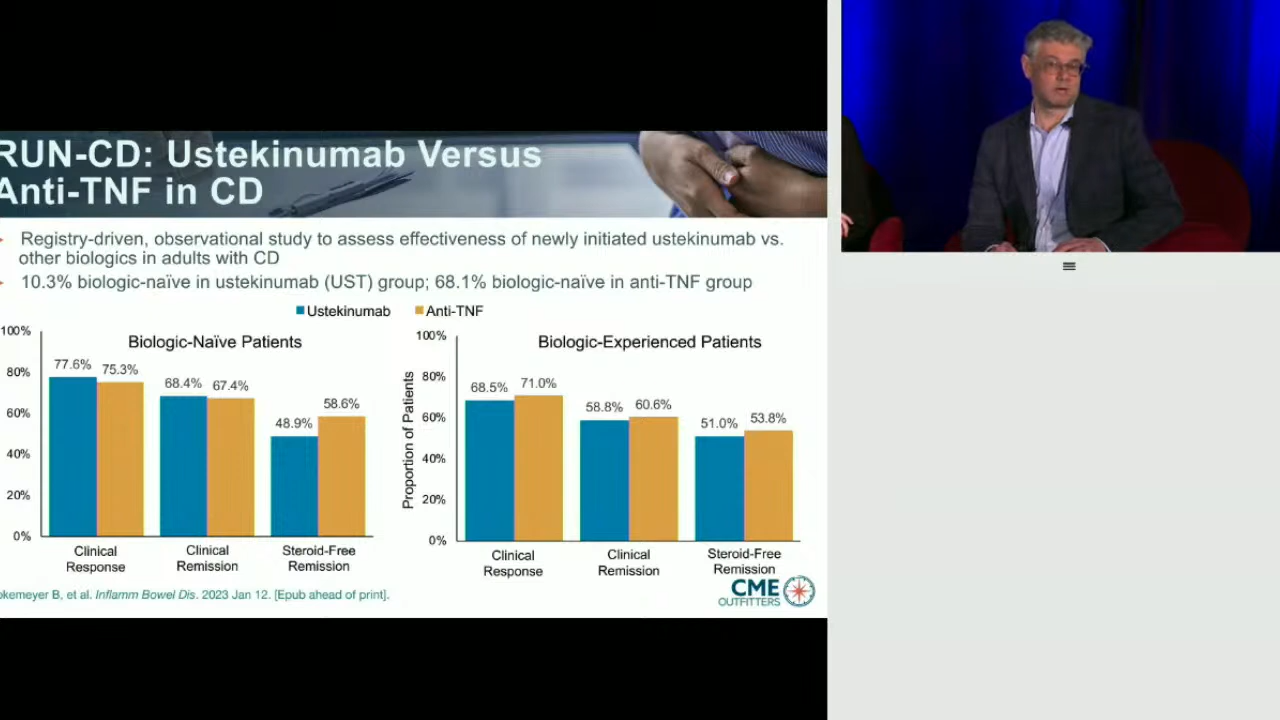 RUN-CD: Ustekinumab Versus
Anti-TNF in CD
Registry-driven, observational study to assess effectiveness of newly initiated ustekinumab vs.
other biologics in adults with CD
10.3% biologic-naïve in ustekinumab (UST) group; 68.1% biologic-naïve in anti-TNF group
Ustekinumab Anti-TNF
Biologic-Naïve Patients
100%
80%
60%
40%
20%
0%
77.6% 75.3%
68.4% 67.4%
48.9% 58.6%
Clinical
Response
Clinical
Remission
Steroid-Free
Remission
Biologic-Experienced Patients
Proportion of Patients
100%
80%
60%
40%
20%
0%
68.5% 71.0%
58.8% 60.6%
51.0% 53.8%
Clinical
Response
Clinical
Remission
Steroid-Free
Remission
okemeyer B, et al. Inflamm Bowel Dis. 2023 Jan 12. [Epub ahead of print].
CME
OUTFITTERS